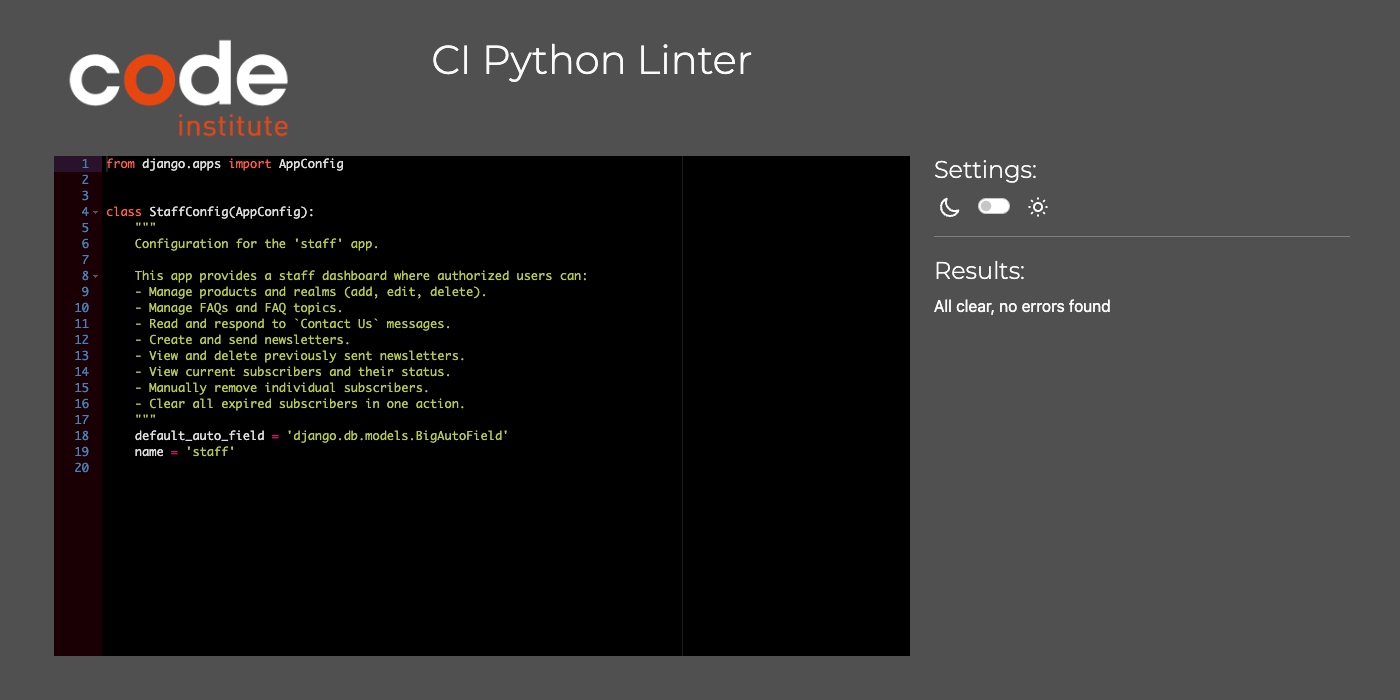 code
institute
CI Python Linter
1 from django.apps import AppConfig
2
3
4 class StaffConfig(AppConfig):
5     """
6     Configuration for the 'staff' app.
7
8     This app provides a staff dashboard where authorized users can:
9     - Manage products and realms (add, edit, delete).
10     - Manage FAQs and FAQ topics.
11     - Read and respond to `Contact Us` messages.
12     - Create and send newsletters.
13     - View and delete previously sent newsletters.
14     - View current subscribers and their status.
15     - Manually remove individual subscribers.
16     - Clear all expired subscribers in one action.
17     """
18     default_auto_field = 'django.db.models.BigAutoField'
19     name = 'staff'
20
Settings:
Results:
All clear, no errors found